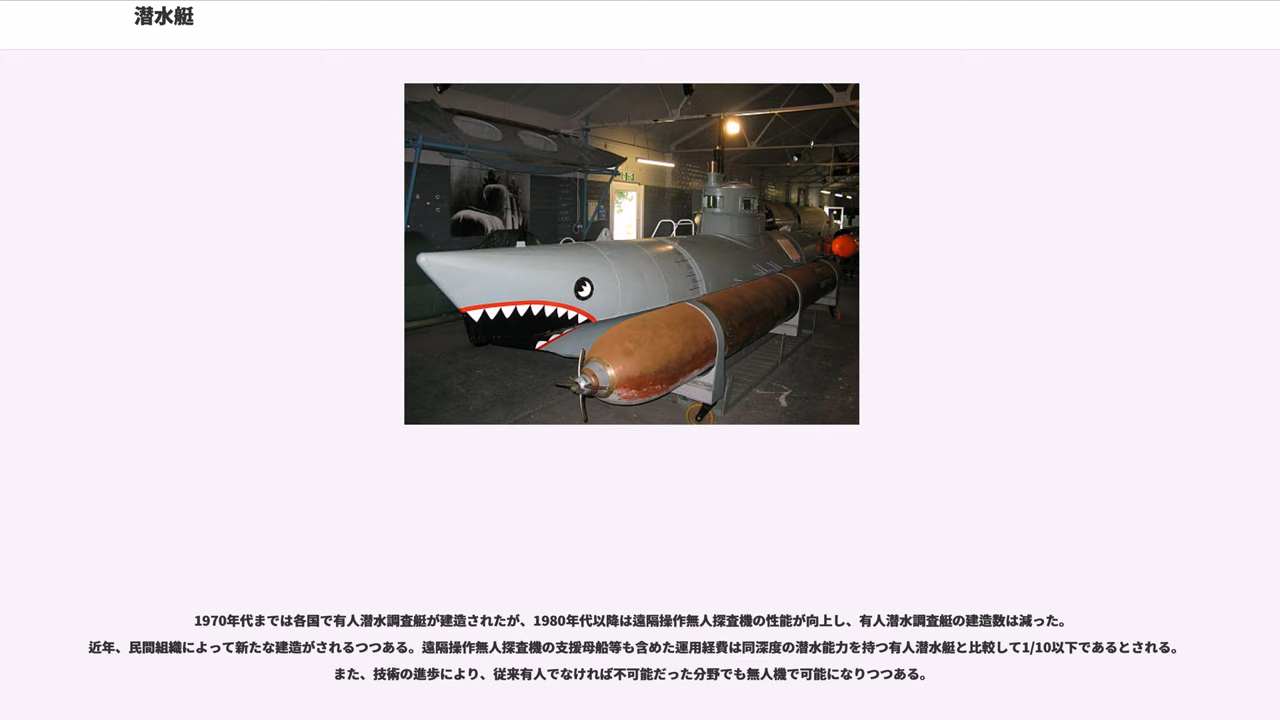 潜水艇
1970年代までは各国で有人潜水調査艇が建造されたが、1980年代以降は遠隔操作無人探査機の性能が向上し、有人潜水調査艇の建造数は減った。
近年、民間組織によって新たな建造がされるつつある。遠隔操作無人探査機の支援母船等も含めた運用経費は同深度の潜水能力を持つ有人潜水艇と比較して1/10以下であるとされる。
また、技術の進歩により、従来有人でなければ不可能だった分野でも無人機で可能になりつつある。